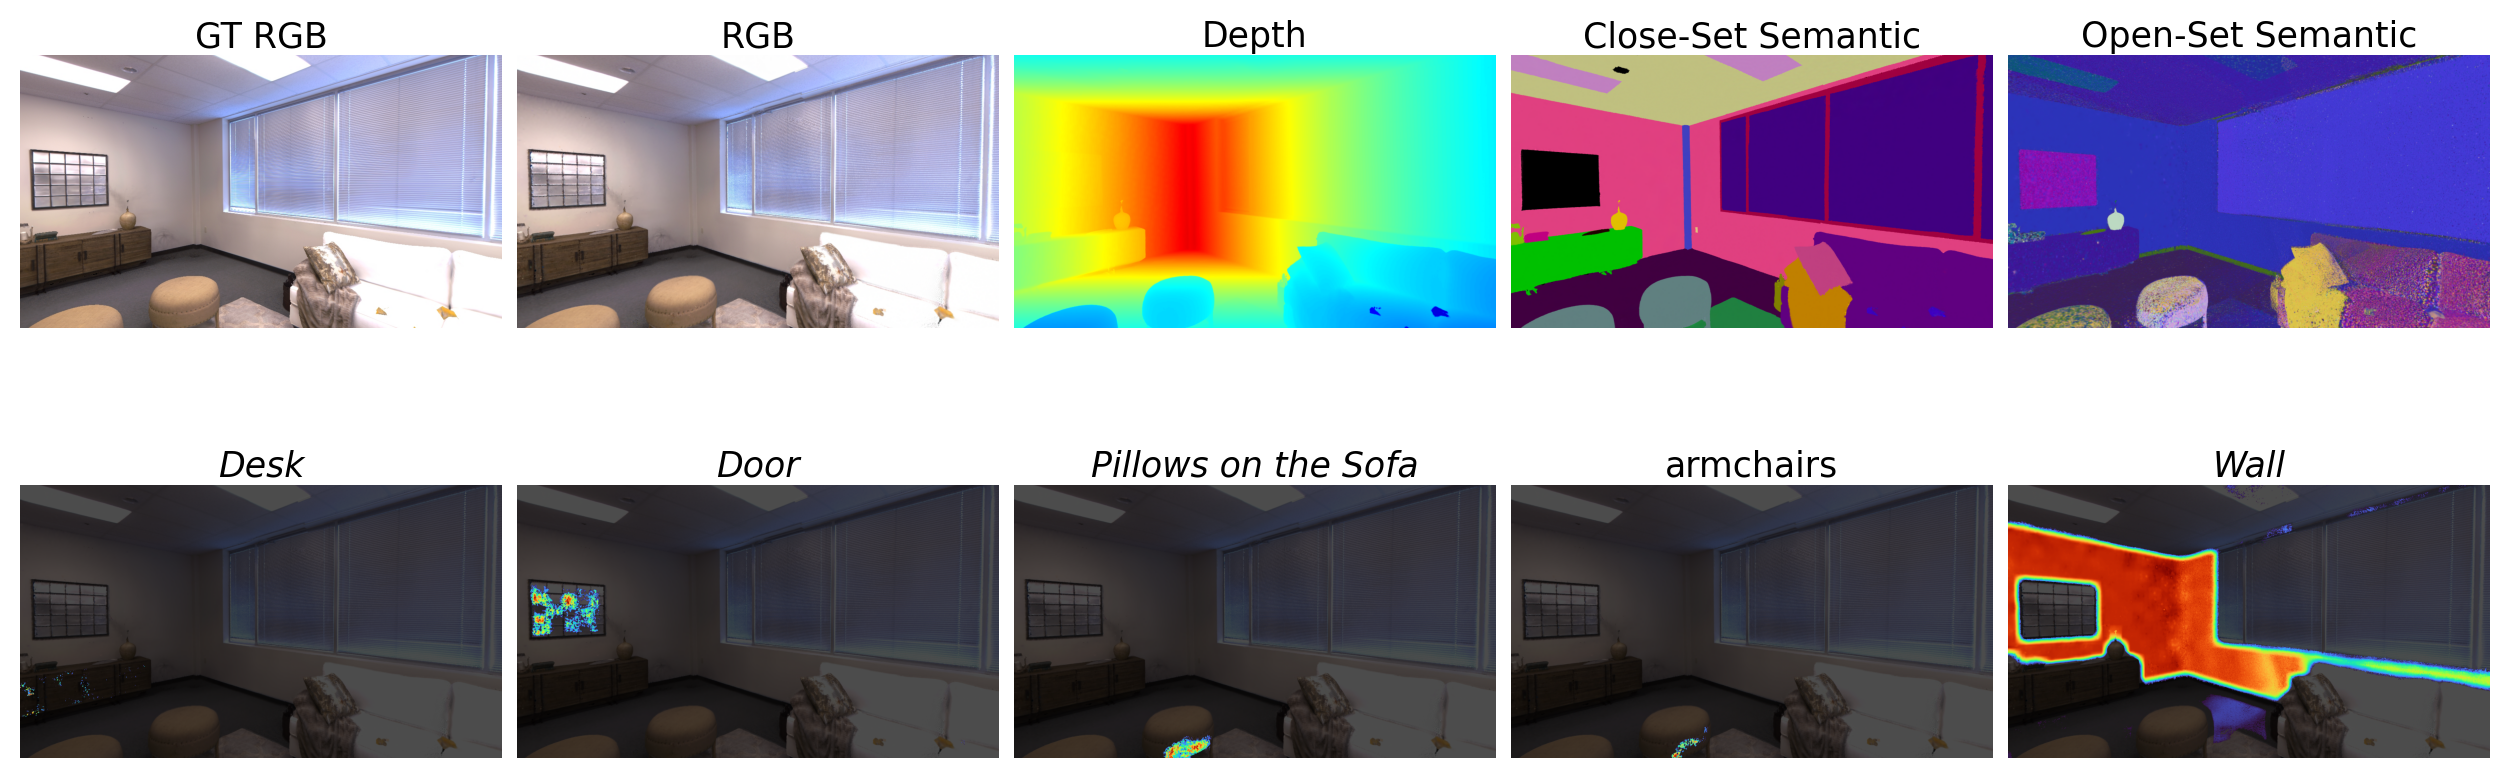 GT RGB
RGB
Depth
Close-Set Semantic
Open-Set Semantic
Desk
Door
Pillows on the Sofa
armchairs
Wall